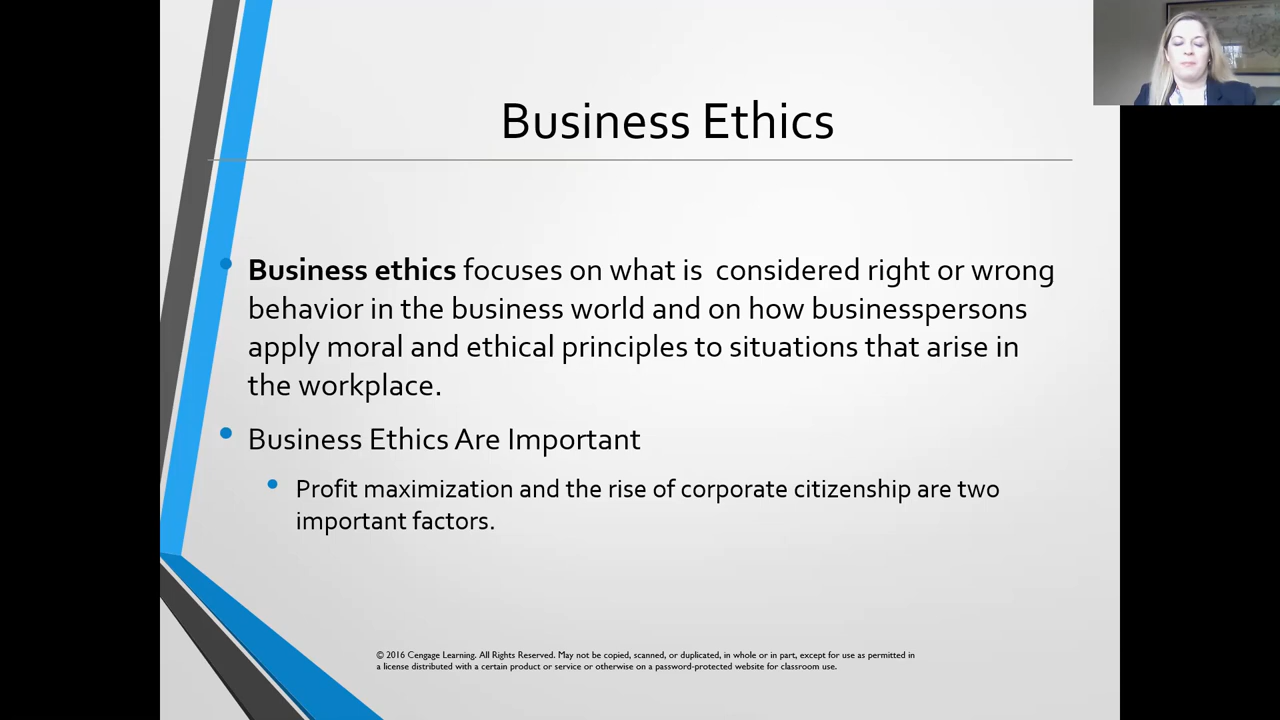 Business Ethics
Business ethics focuses on what is  considered right or wrong
behavior in the business world and on how businesspersons
apply moral and ethical principles to situations that arise in
the workplace.
Business Ethics Are Important
Profit maximization and the rise of corporate citizenship are two
important factors.
© 2016 Cengage Learning. All Rights Reserved. May not be copied, scanned, or duplicated, in whole or in part, except for use as permitted in
a license distributed with a certain product or service or otherwise on a password-protected website for classroom use.